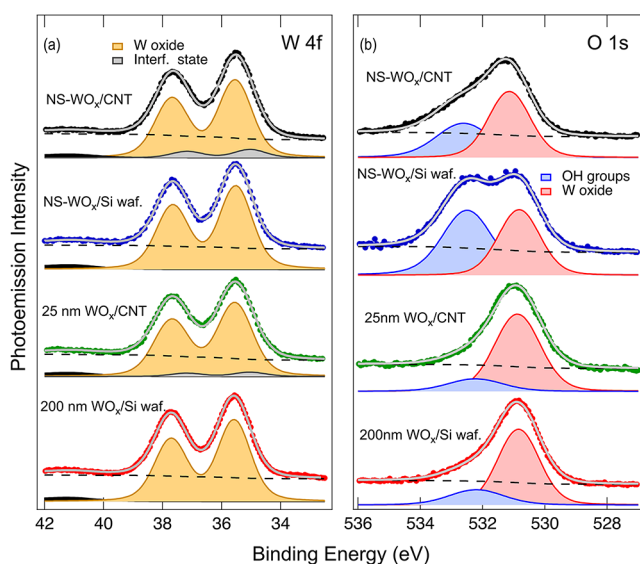 (a)
W 4f
W oxide
Interf. state
NS-WOx/CNT
NS-WOx/Si waf.
25 nm WOx/CNT
200 nm WOx/Si waf.
42
40
38
36
34
Photoemission Intensity
(b)
O 1s
NS-WOx/CNT
NS-WOx/Si waf.
OH groups
W oxide
25nm WOx/CNT
200nm WOx/Si waf.
536
534
532
530
528
Binding Energy (eV)